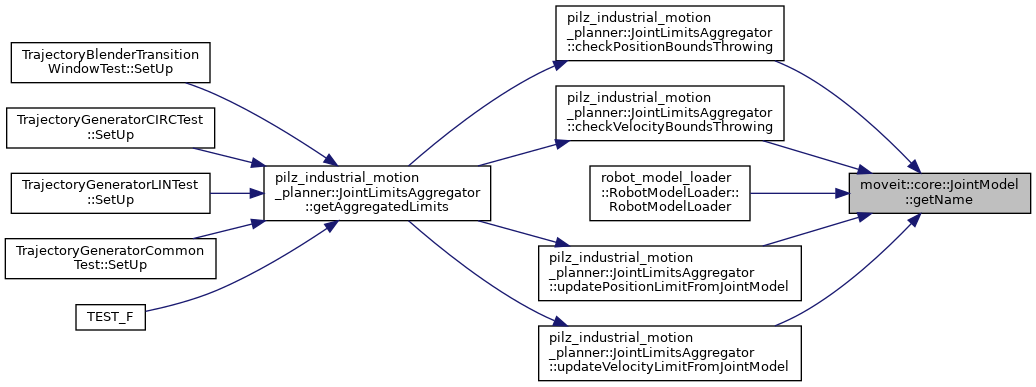 TrajectoryBlenderTransition
WindowTest::SetUp
TrajectoryGeneratorCIRCTest
::SetUp
TrajectoryGeneratorLINTest
::SetUp
TrajectoryGeneratorCommon
Test::SetUp
TEST_F
pilz_industrial_motion
_planner::JointLimitsAggregator
::getAggregatedLimits
pilz_industrial_motion
_planner::JointLimitsAggregator
::checkPositionBoundsThrowing
pilz_industrial_motion
_planner::JointLimitsAggregator
::checkVelocityBoundsThrowing
robot_model_loader
::RobotModelLoader::
RobotModelLoader
pilz_industrial_motion
_planner::JointLimitsAggregator
::updatePositionLimitFromJointModel
pilz_industrial_motion
_planner::JointLimitsAggregator
::updateVelocityLimitFromJointModel
moveit::core::JointModel
::getName